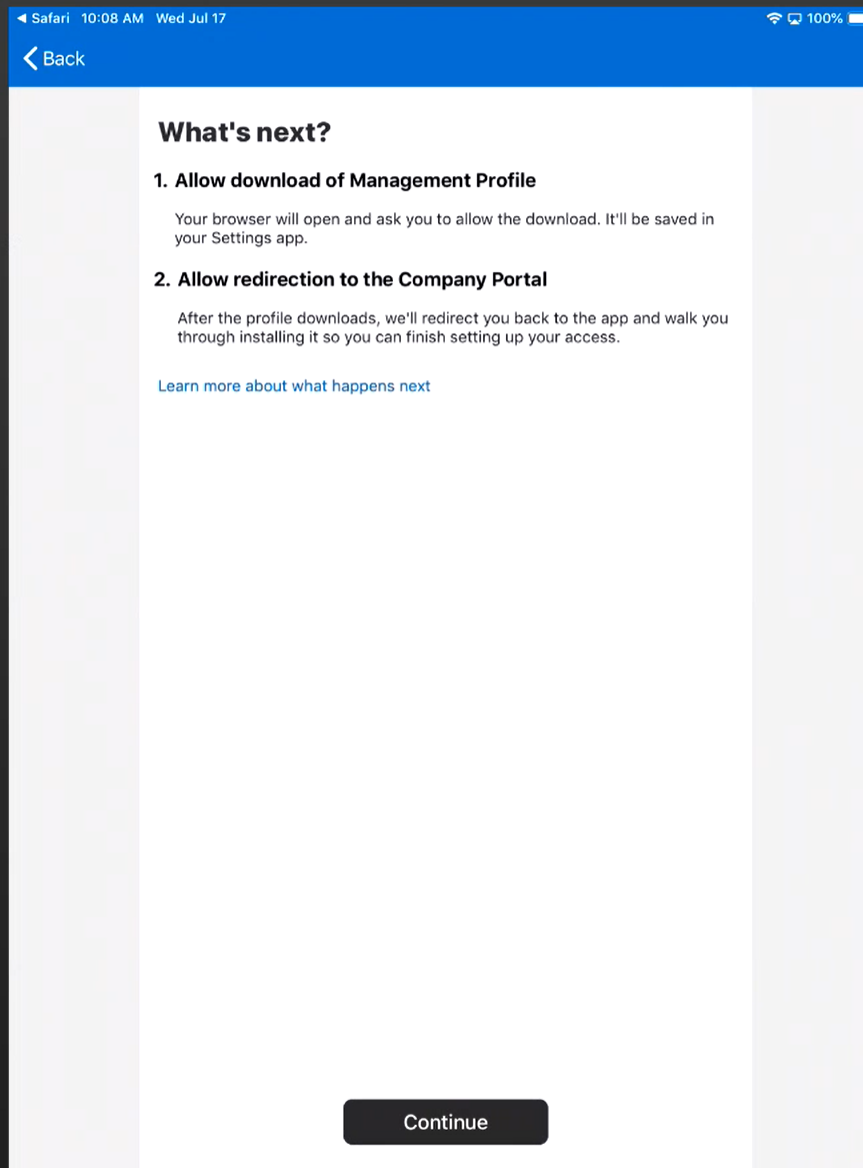 Safari 10:08 AM Wed Jul 17 100%
Back
What's next?
1. Allow download of Management Profile
Your browser will open and ask you to allow the download. It'll be saved in
your Settings app.
2. Allow redirection to the Company Portal
After the profile downloads, we'll redirect you back to the app and walk you
through installing it so you can finish setting up your access.
Learn more about what happens next
Continue